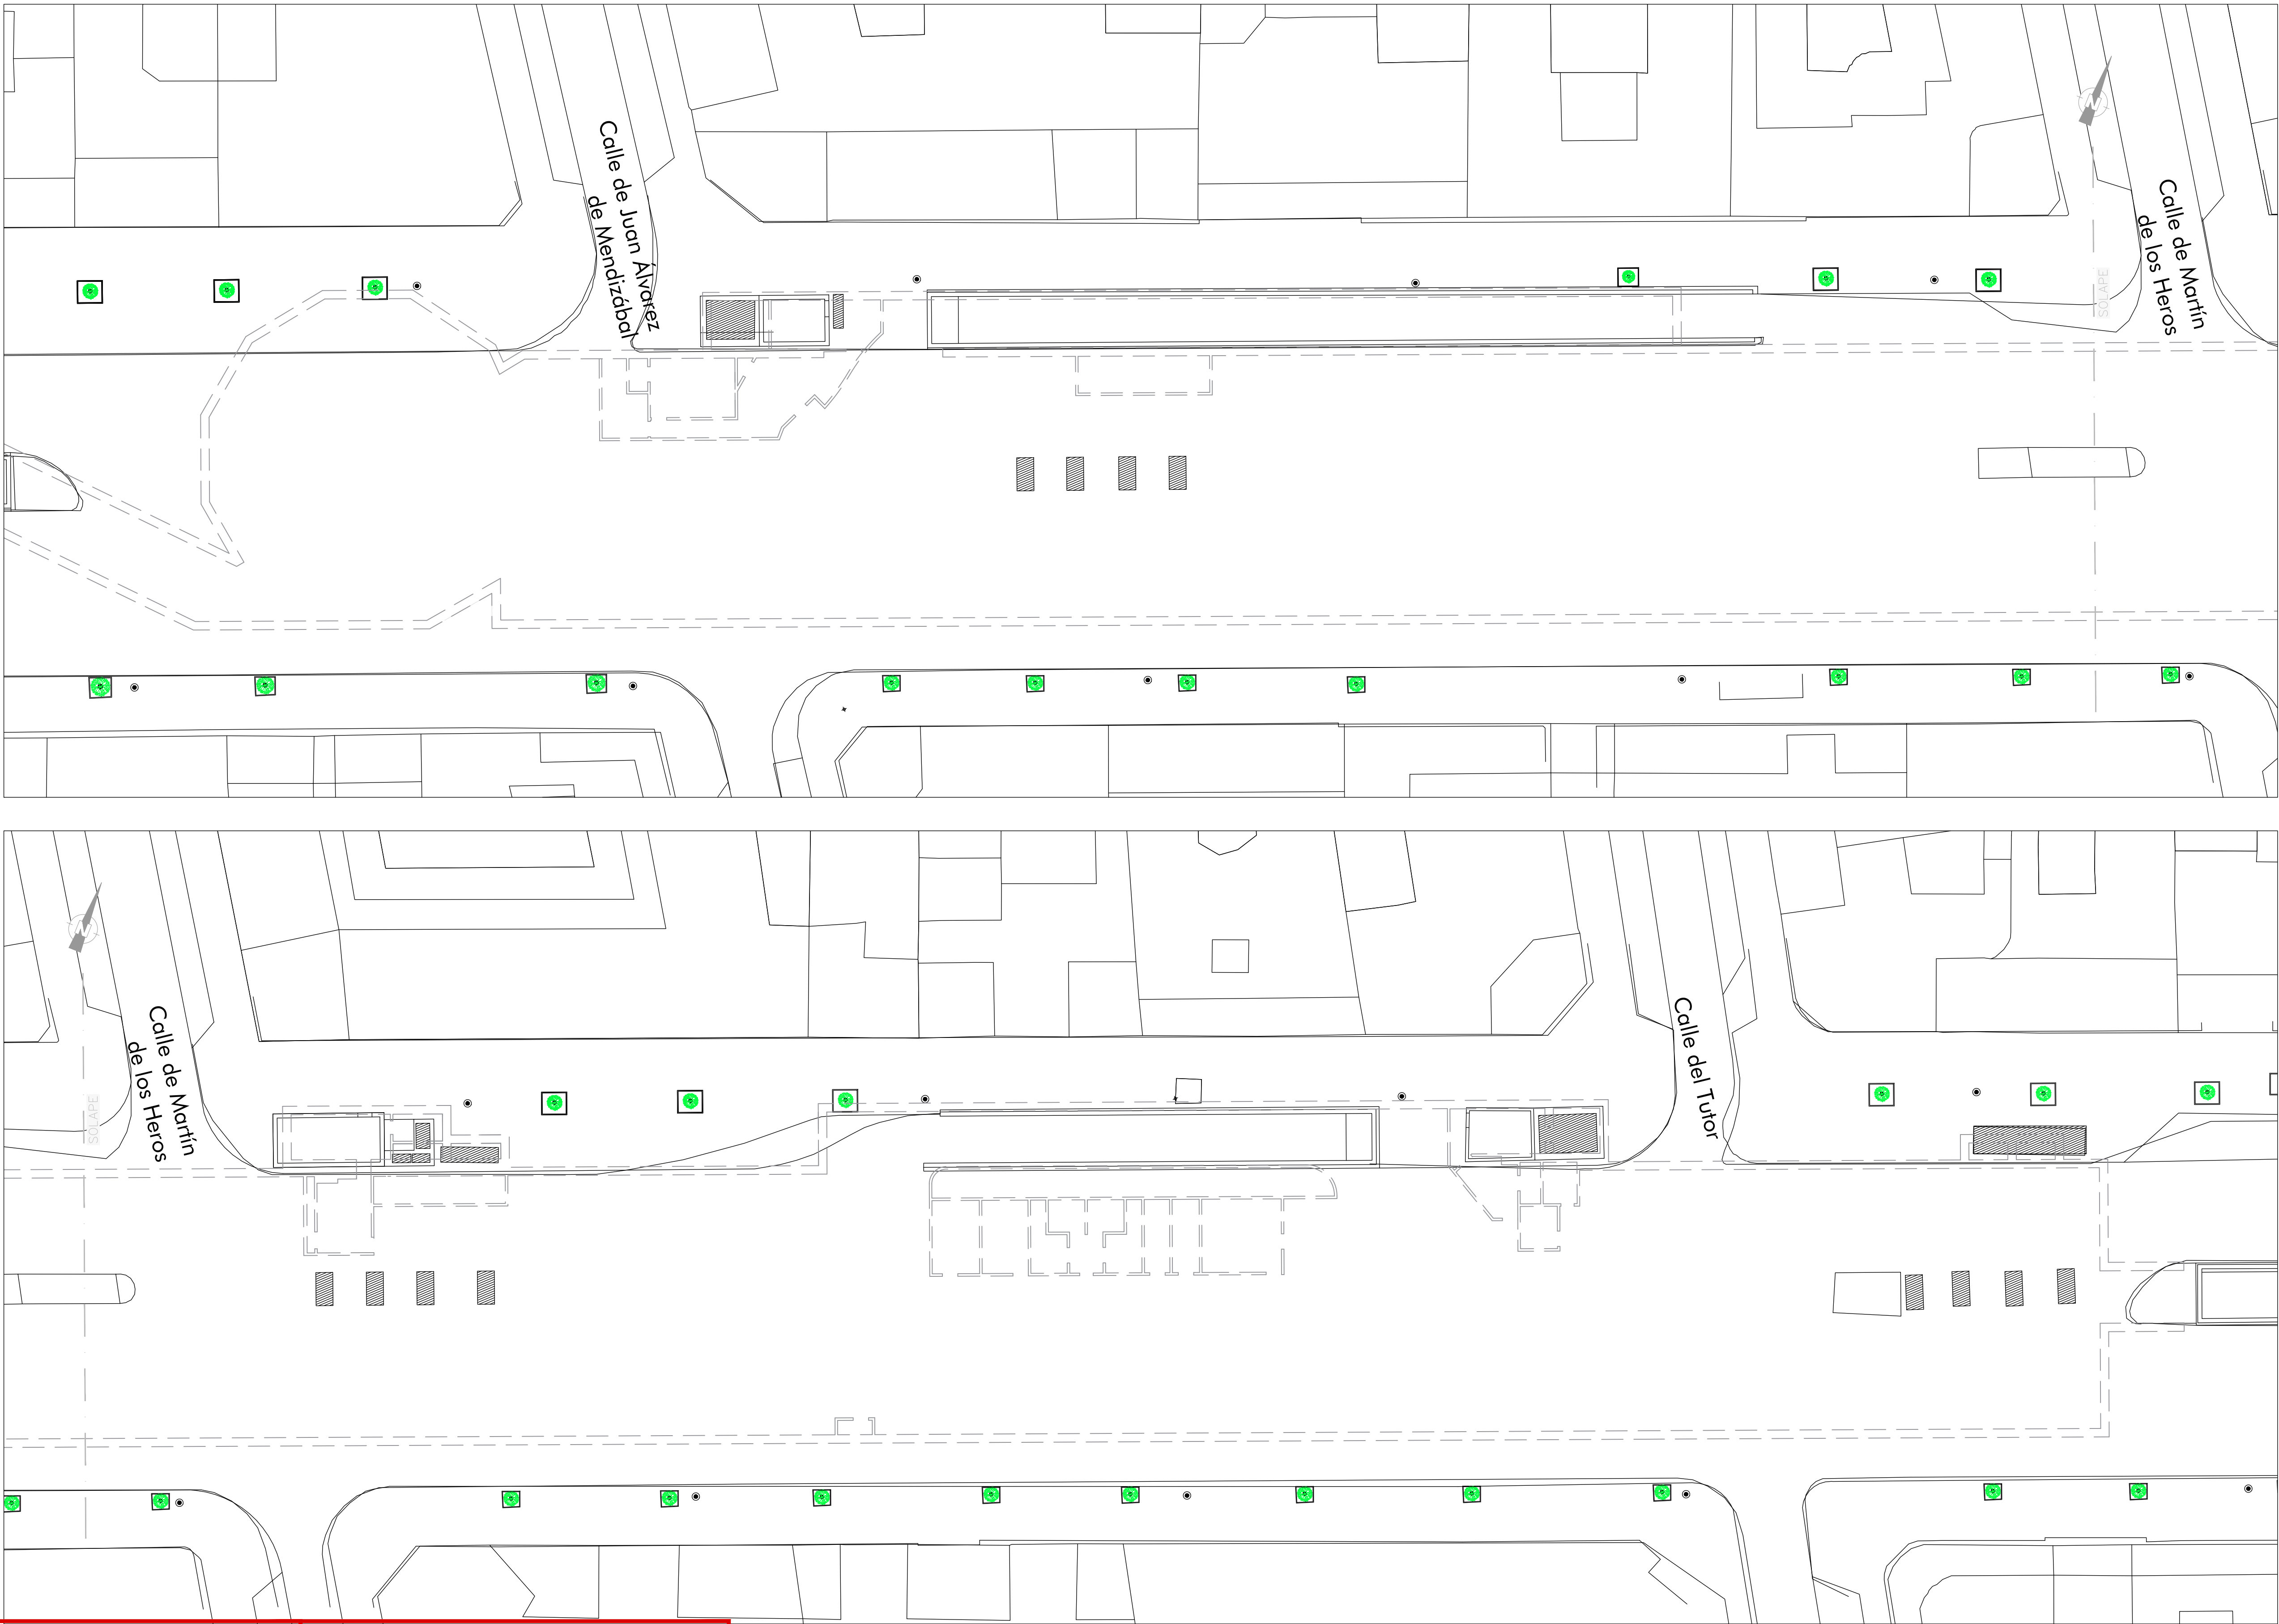 Calle de Juan Álvarez
de Mendizábal
N
Calle de Martín
de los Heros
SOLAPE
N
Calle de Martín
de los Heros
SOLAPE
Calle del Tutor